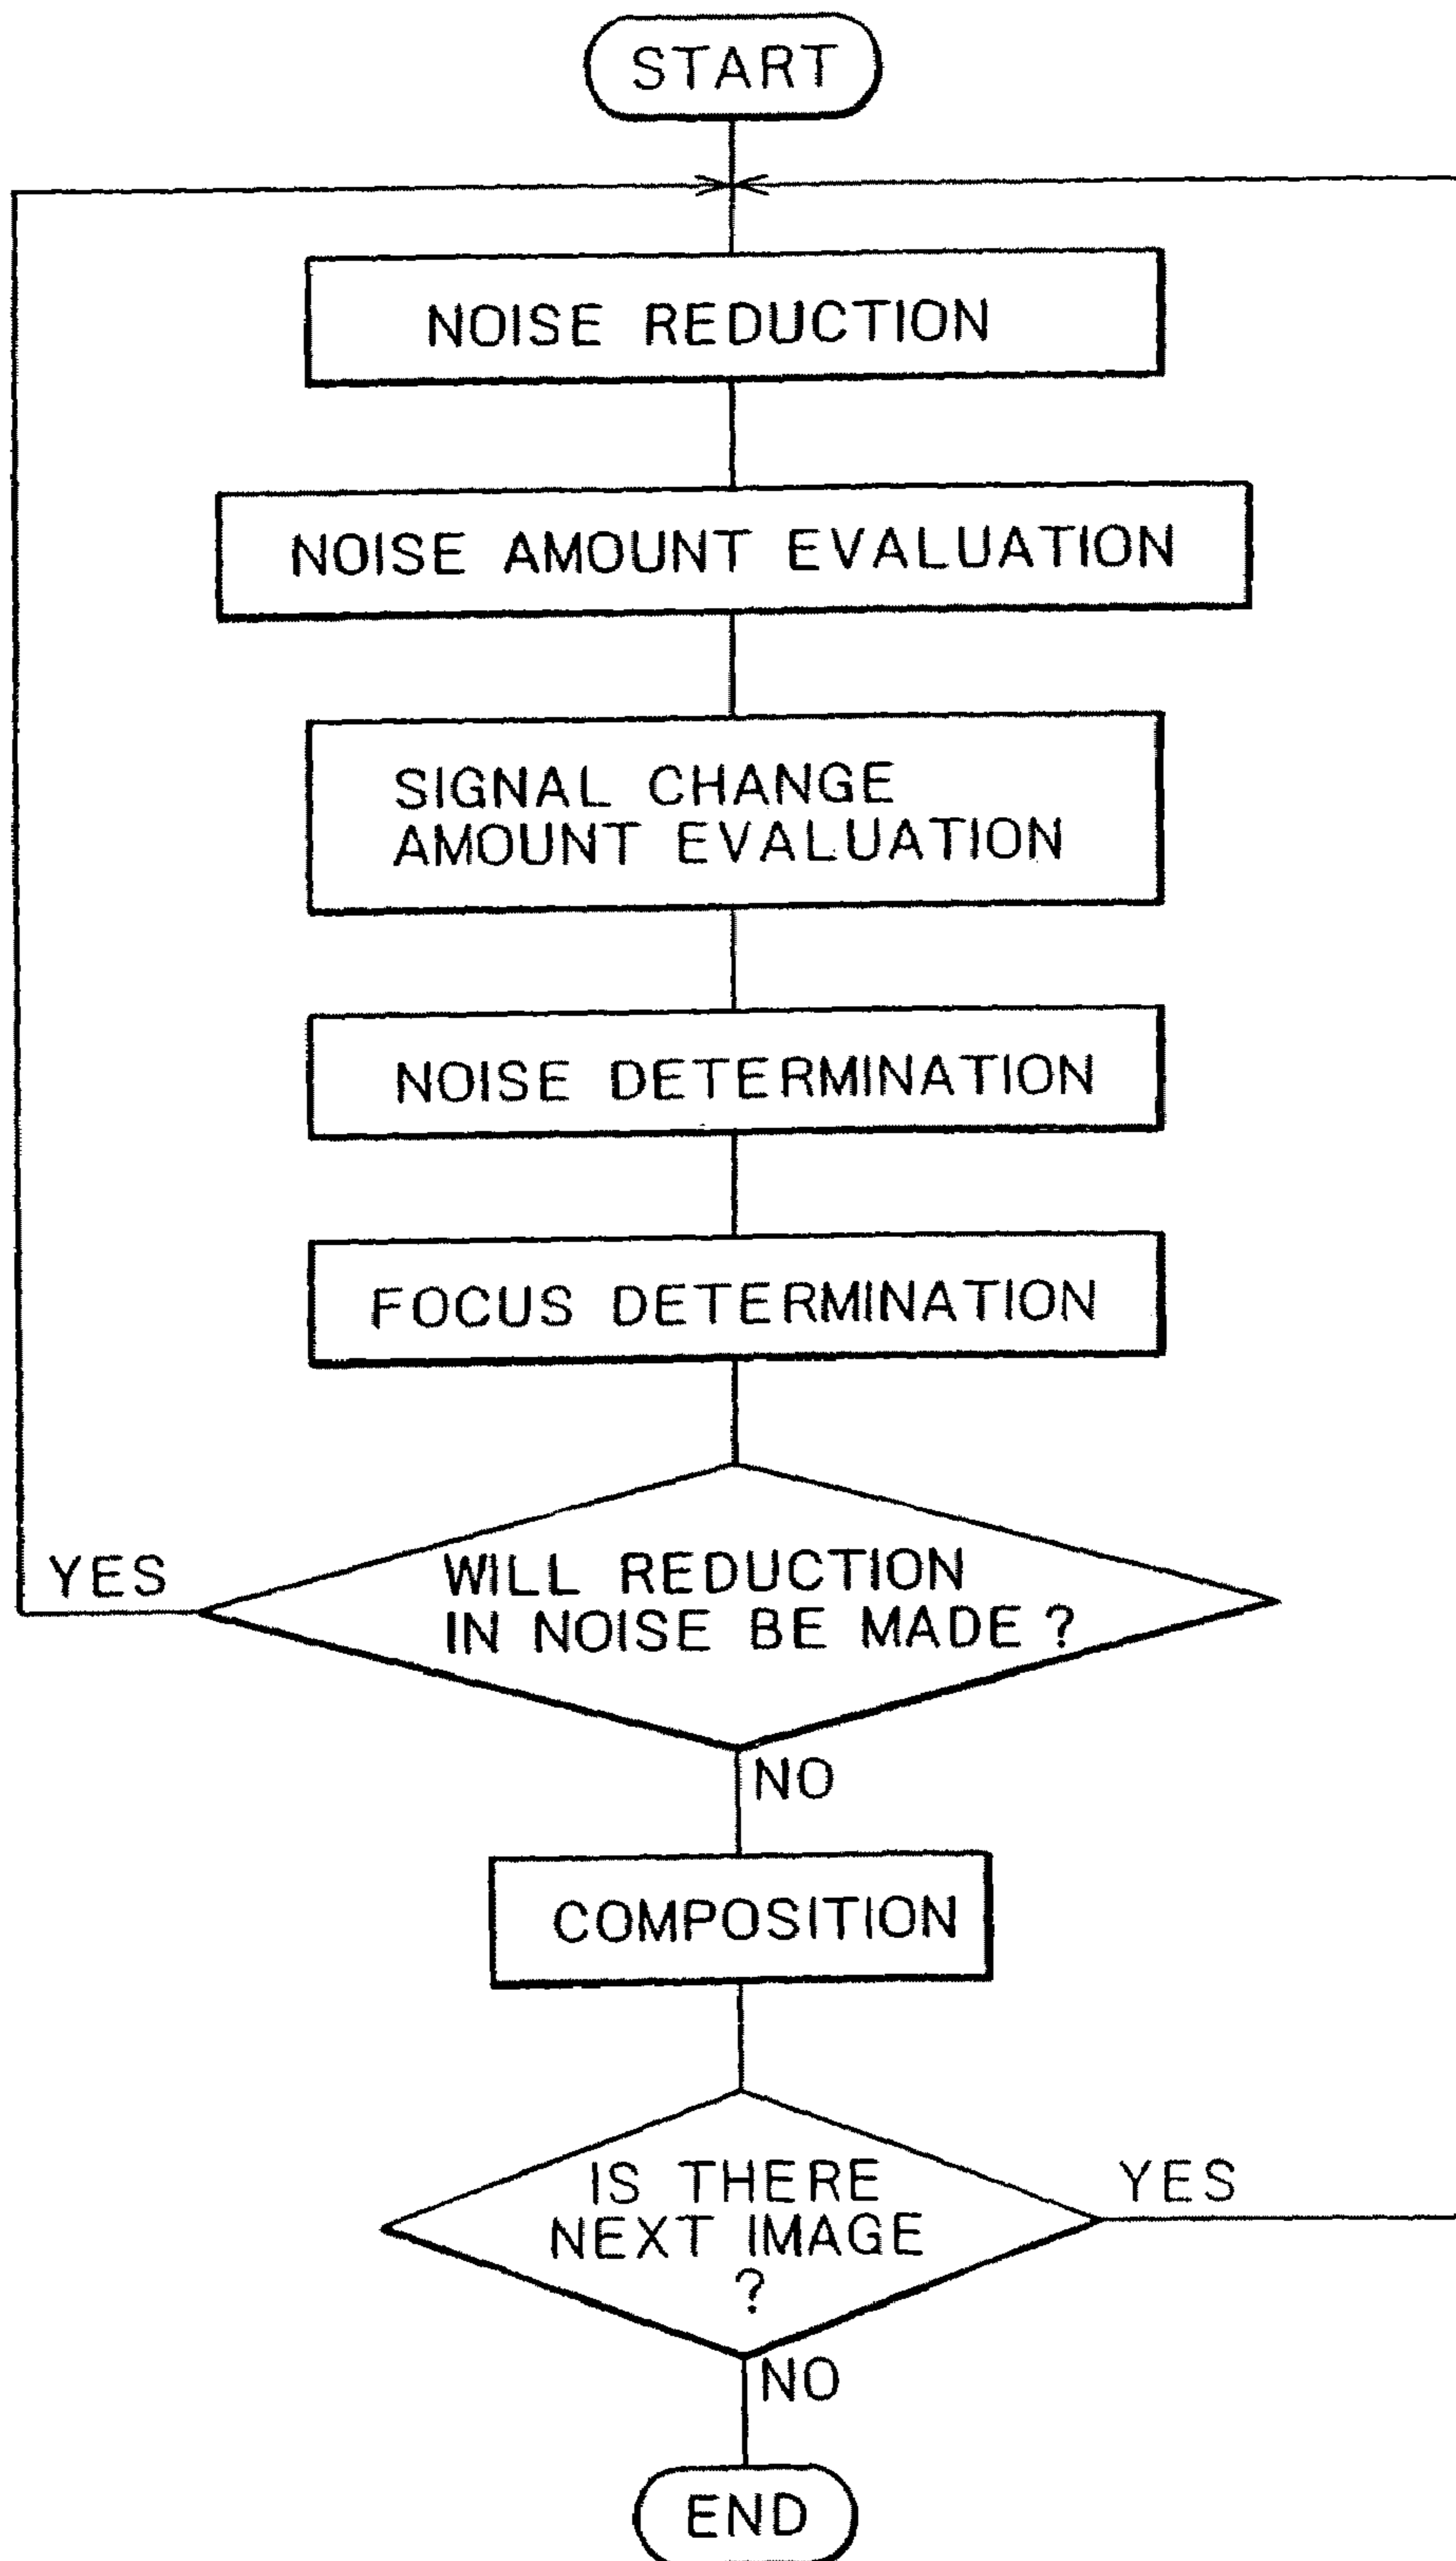 START
NOISE REDUCTION
NOISE AMOUNT EVALUATION
SIGNAL CHANGE
AMOUNT EVALUATION
NOISE DETERMINATION
FOCUS DETERMINATION
YES
WILL REDUCTION
IN NOISE BE MADE ?
NO
COMPOSITION
IS THERE
NEXT IMAGE
?
YES
NO
END